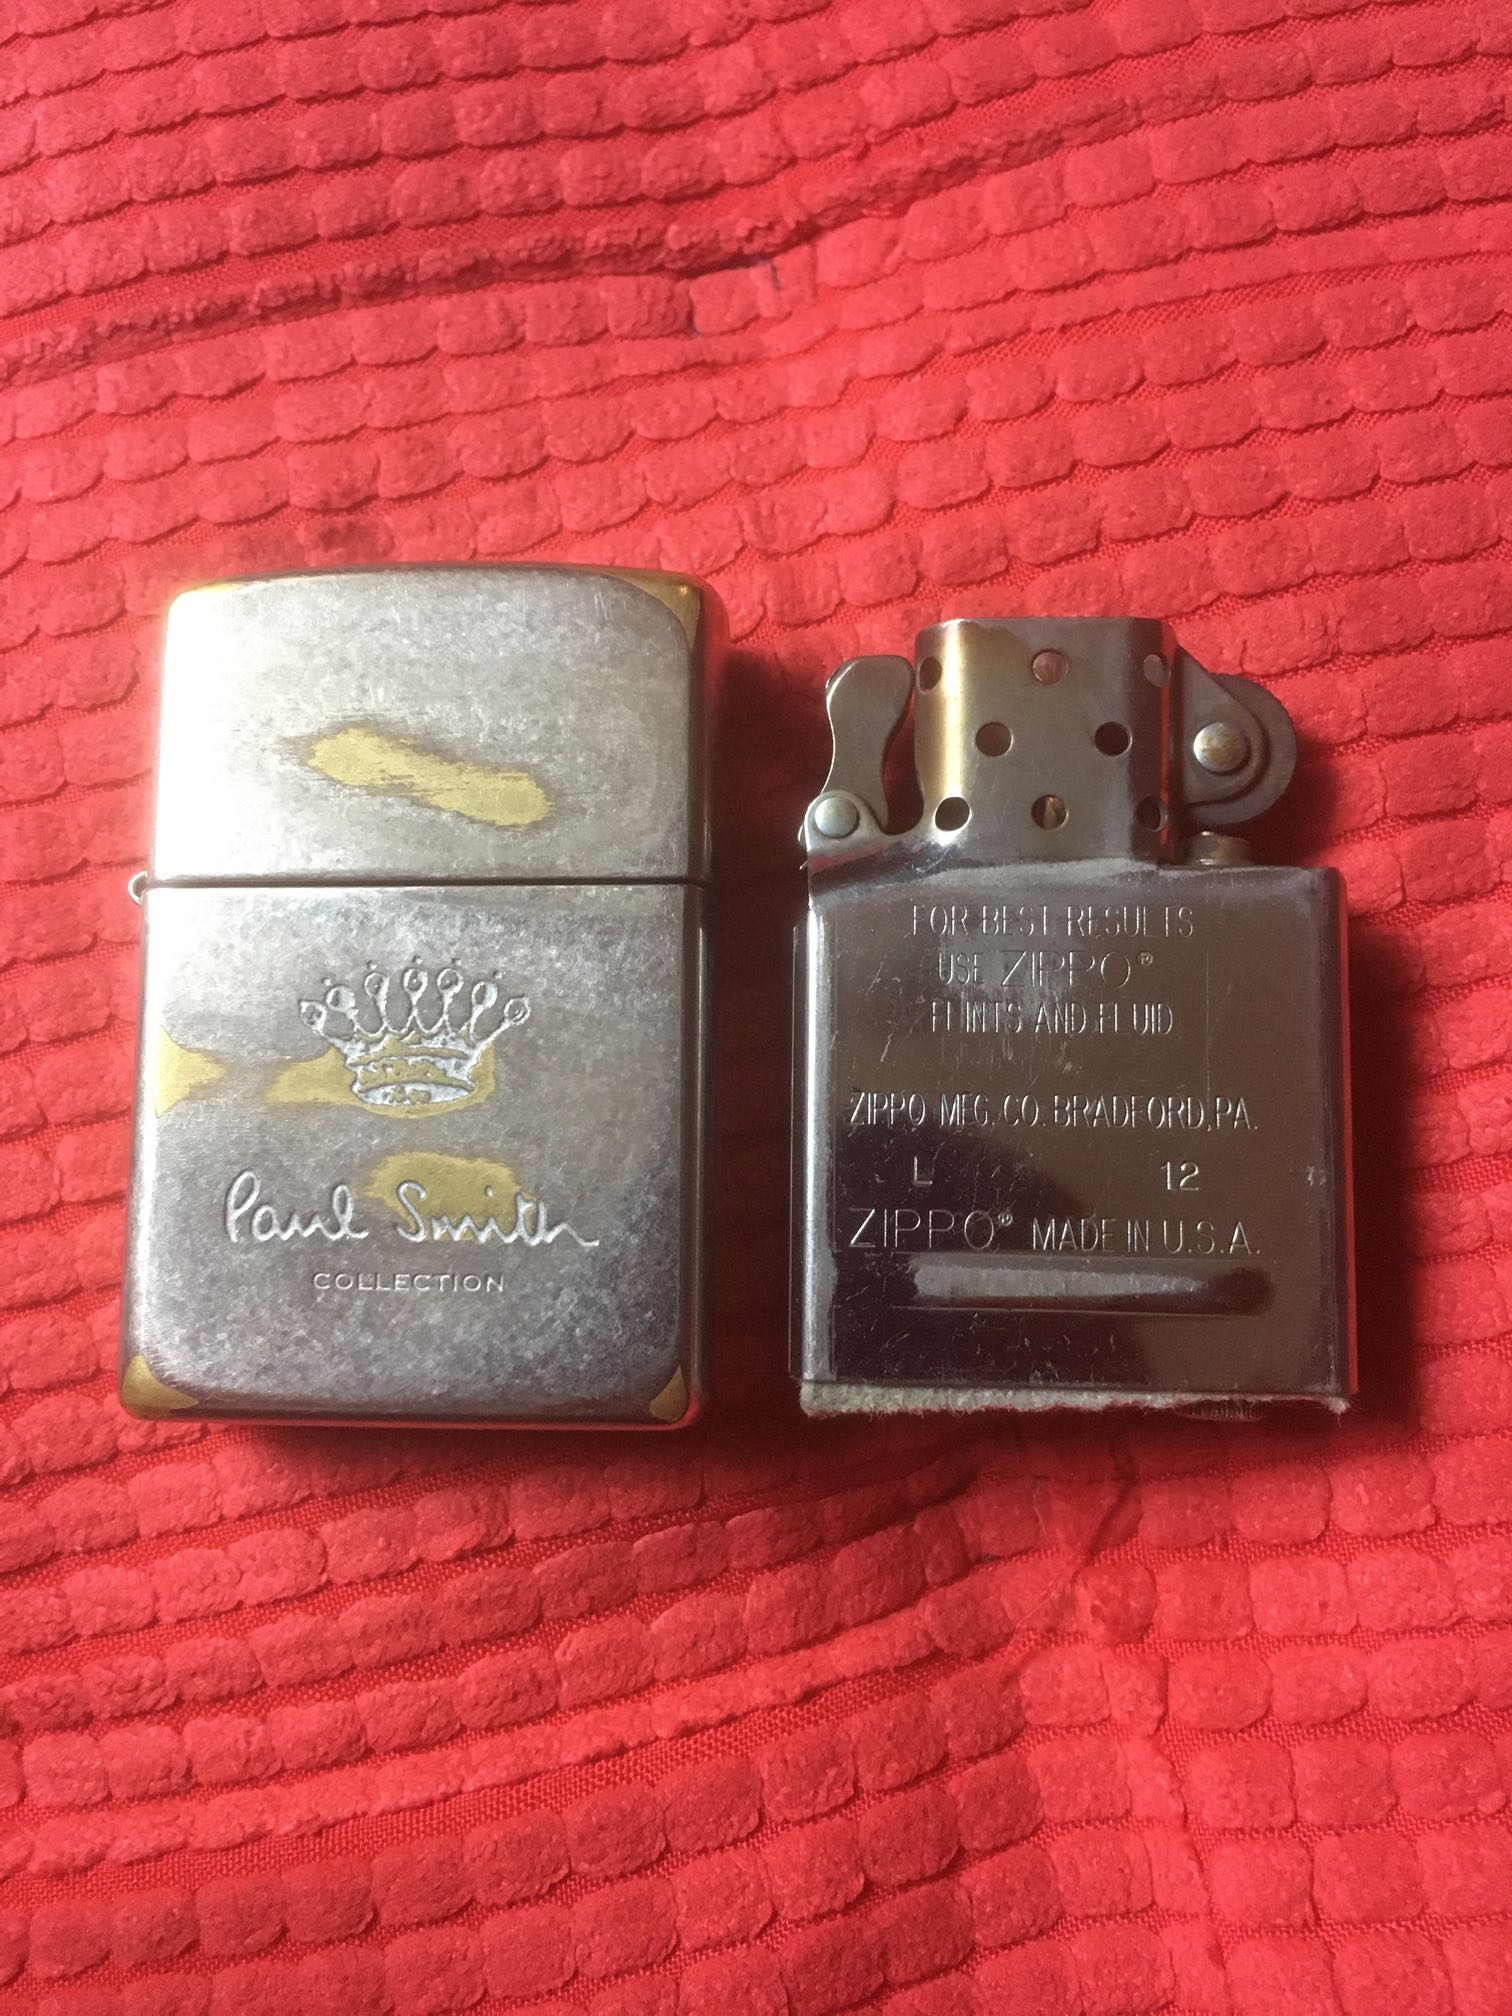 Paul Smith
COLLECTION
FOR BEST RESULTS
USE ZIPPO®
FLINTS AND FLUID
ZIPPO MFG. CO. BRADFORD, PA.
L 12
ZIPPO® MADE IN U.S.A.